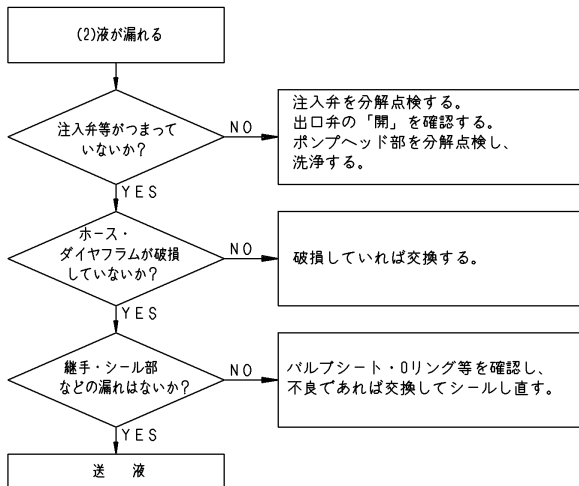 (2)液が漏れる
注入弁等がつまって
いないか？
NO
注入弁を分解点検する。
出口弁の「開」を確認する。
ポンプヘッド部を分解点検し、
洗浄する。
YES
ホース・
ダイヤフラムが破損
していないか？
NO
破損していれば交換する。
YES
継手・シール部
などの漏れはないか？
NO
バルブシート・Oリング等を確認し、
不良であれば交換してシールし直す。
YES
送　液